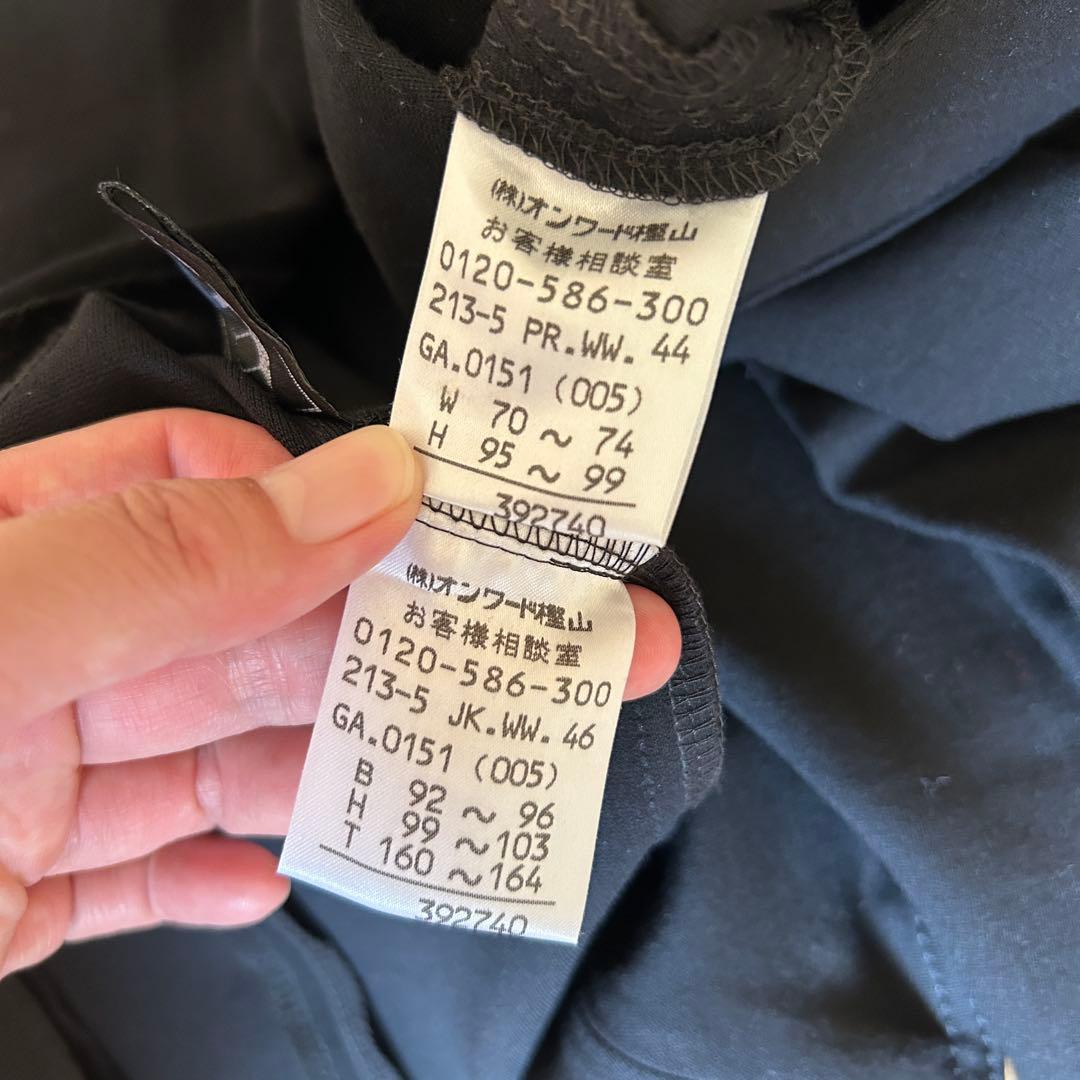 (株)オンワード樫山
お客様相談室
0120-586-300
213-5 PR.WW. 44
GA.0151 (005)
W 70 ~ 74
H 95 ~ 99
392740
(株)オンワード樫山
お客様相談室
0120-586-300
213-5 JK.WW. 46
GA.0151 (005)
B 92 ~ 96
H 99 ~103
T 160 ~164
392740